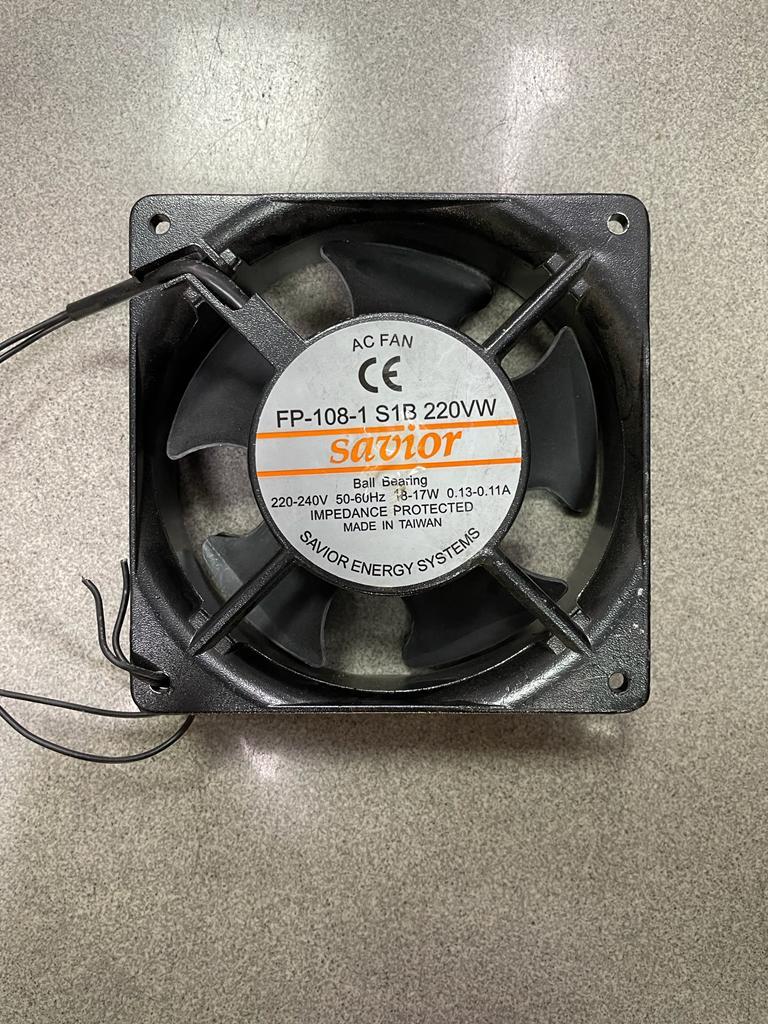 AC FAN
CE
FP-108-1 S1B 220VW
savior
Ball Bearing
220-240V 50-60Hz 18-17W 0.13-0.11A
IMPEDANCE PROTECTED
MADE IN TAIWAN
SAVIOR ENERGY SYSTEMS